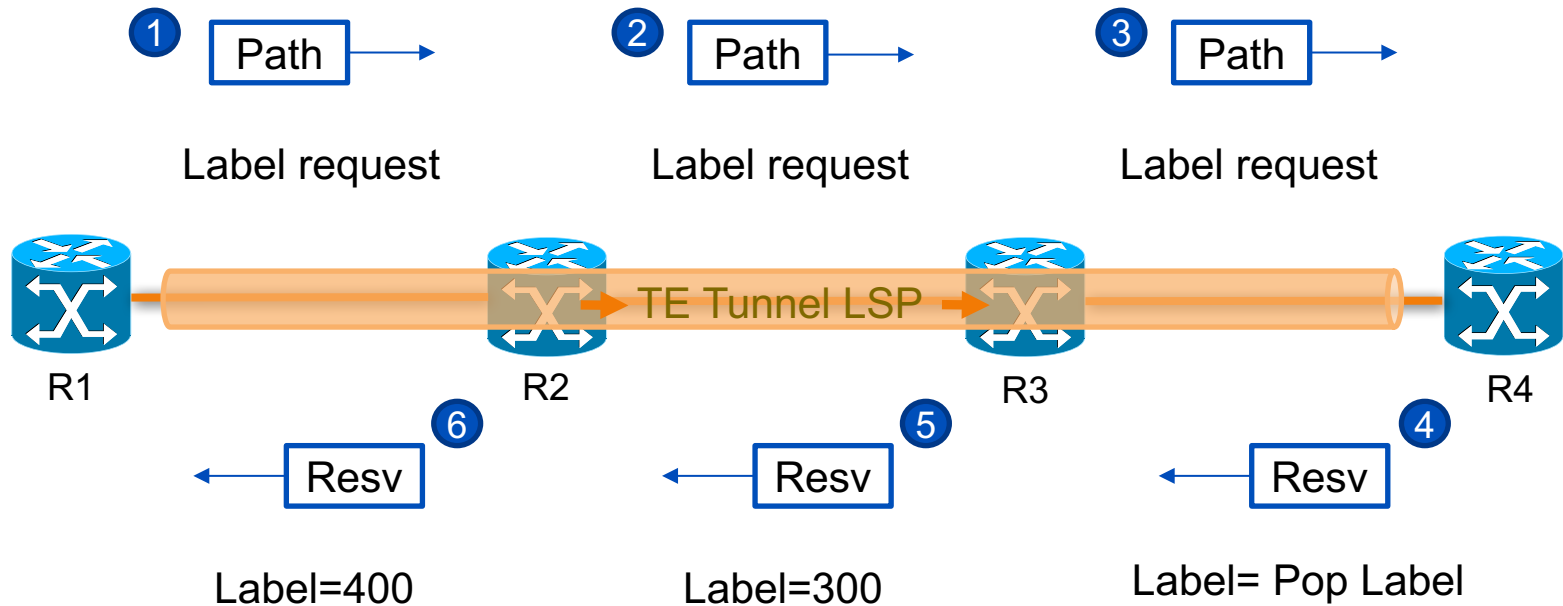 1 Path 2 Path 3 Path
Label request Label request Label request
TE Tunnel LSP
R1 R2 R3 R4
6 5 4
Resv Resv Resv
Label=400 Label=300 Label= Pop Label